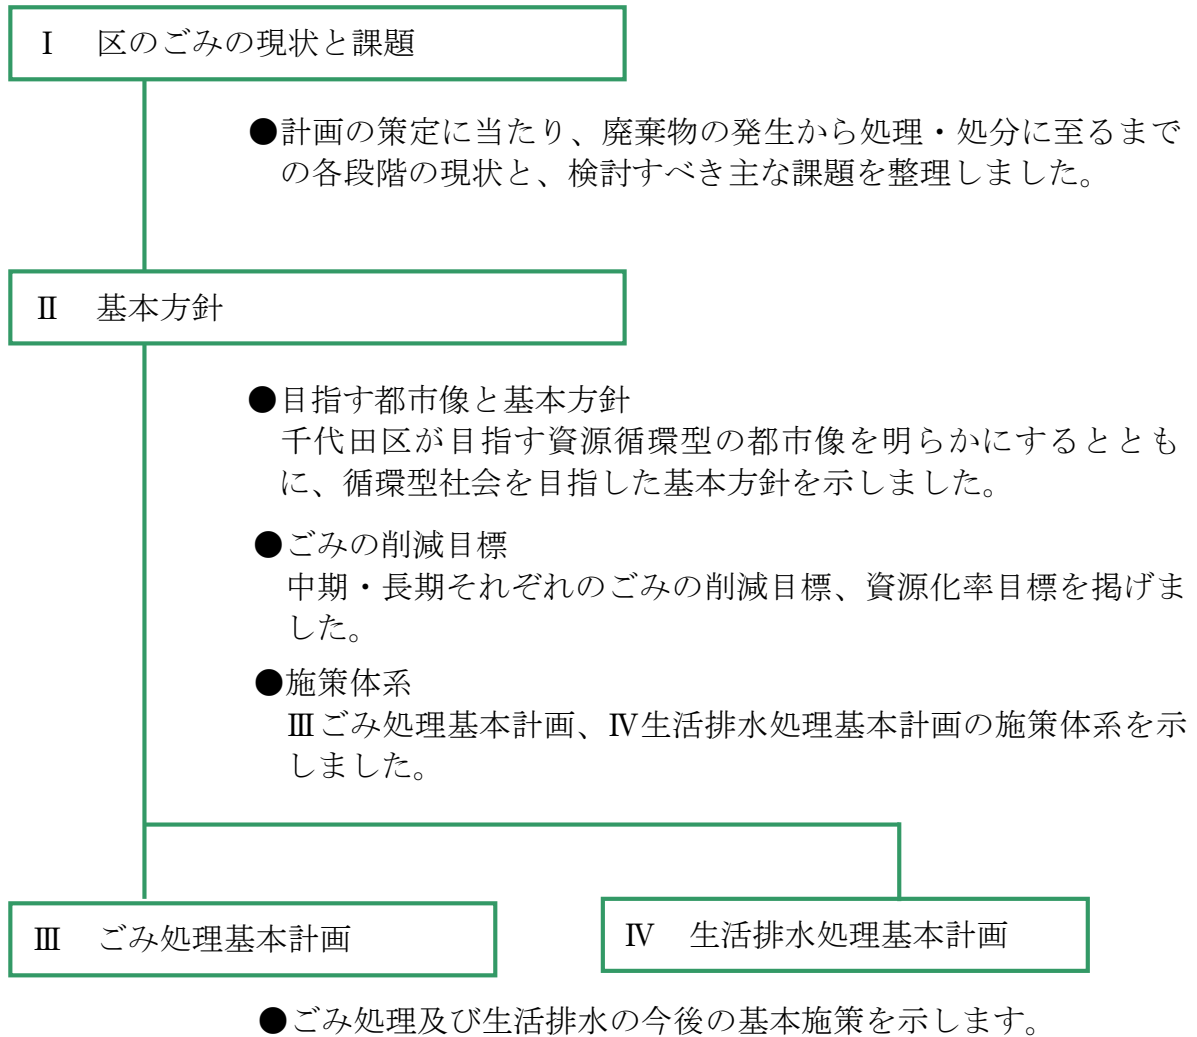 Ⅰ　区のごみの現状と課題
●計画の策定に当たり、廃棄物の発生から処理・処分に至るまで
の各段階の現状と、検討すべき主な課題を整理しました。
Ⅱ　基本方針
●目指す都市像と基本方針
千代田区が目指す資源循環型の都市像を明らかにするととも
に、循環型社会を目指した基本方針を示しました。
●ごみの削減目標
中期・長期それぞれのごみの削減目標、資源化率目標を掲げま
した。
●施策体系
Ⅲごみ処理基本計画、Ⅳ生活排水処理基本計画の施策体系を示
しました。
Ⅲ　ごみ処理基本計画
Ⅳ　生活排水処理基本計画
●ごみ処理及び生活排水の今後の基本施策を示します。